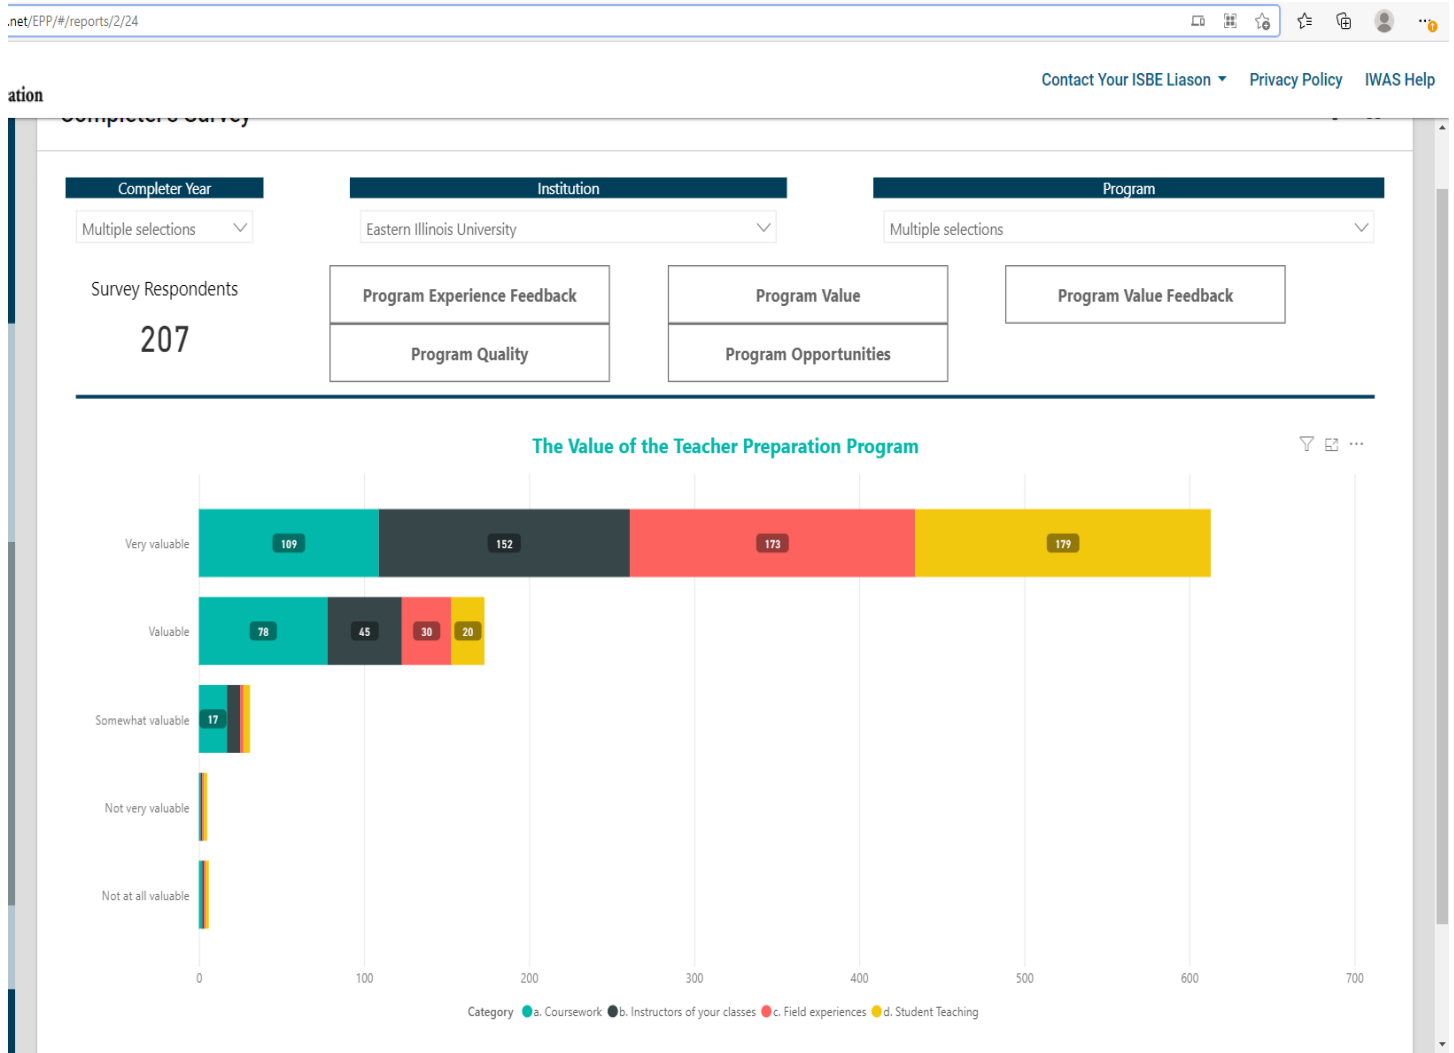 .net/EPP/#/reports/2/24
Contact Your ISBE Liason Privacy Policy IWAS Help
ation
Completer's Survey
Completer Year Institution Program
Multiple selections Eastern Illinois University Multiple selections
Survey Respondents
207
Program Experience Feedback Program Value Program Value Feedback
Program Quality Program Opportunities
The Value of the Teacher Preparation Program
Very valuable 109 152 173 179
Valuable 78 45 30 20
Somewhat valuable 17
Not very valuable
Not at all valuable
0 100 200 300 400 500 600 700
Category a. Coursework b. Instructors of your classes c. Field experiences d. Student Teaching